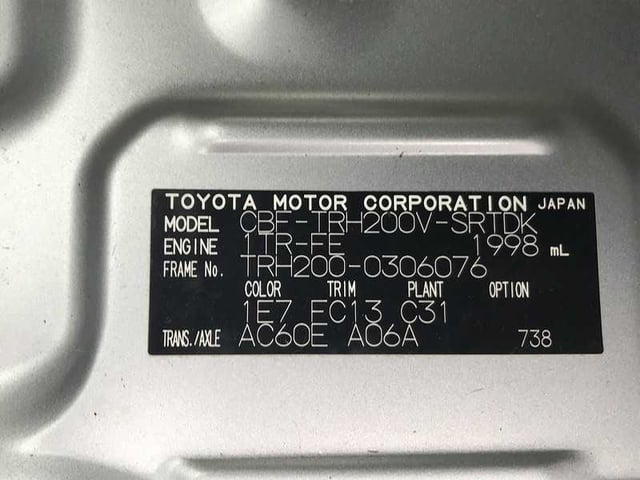 TOYOTA MOTOR CORPORATION JAPAN
MODEL CBF-TRH200V-SRTDK
ENGINE 1TR-FE 1998 mL
FRAME No. TRH200-0306076
COLOR TRIM PLANT OPTION
1E7 FC13 C31
TRANS./AXLE AC60E A06A 738